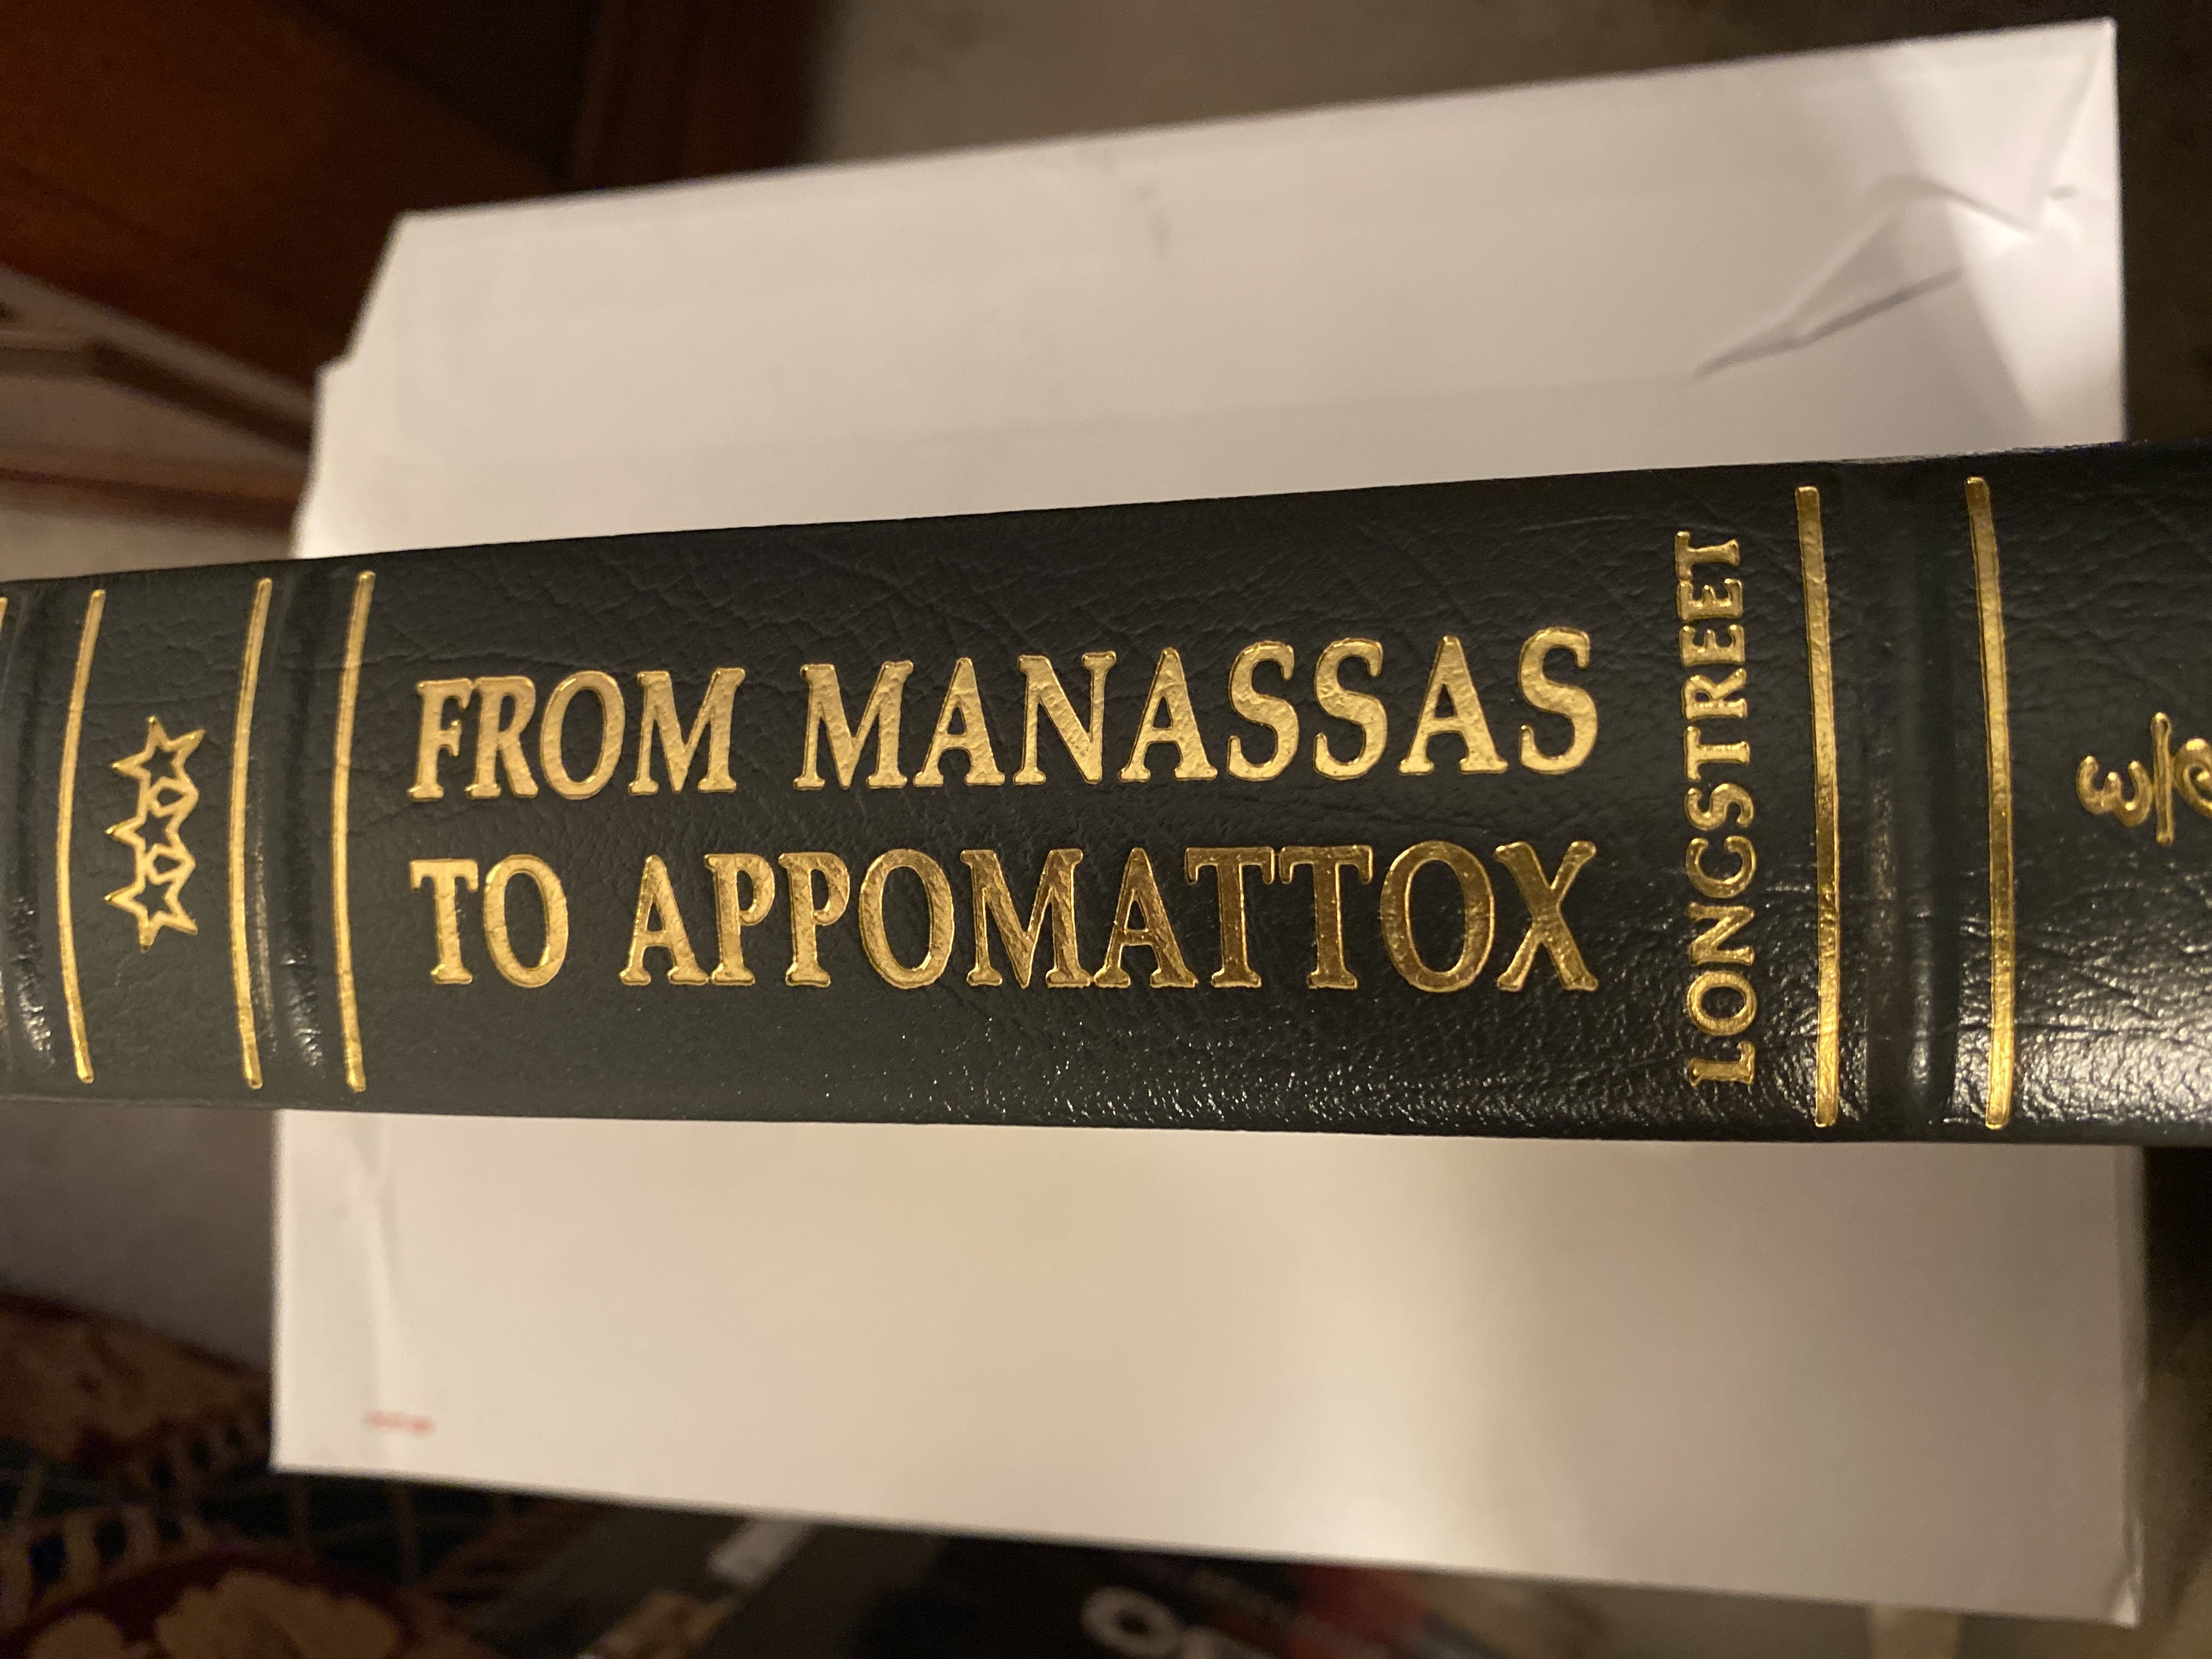 FROM MANASSAS
TO APPOMATTOX
LONGSTREET